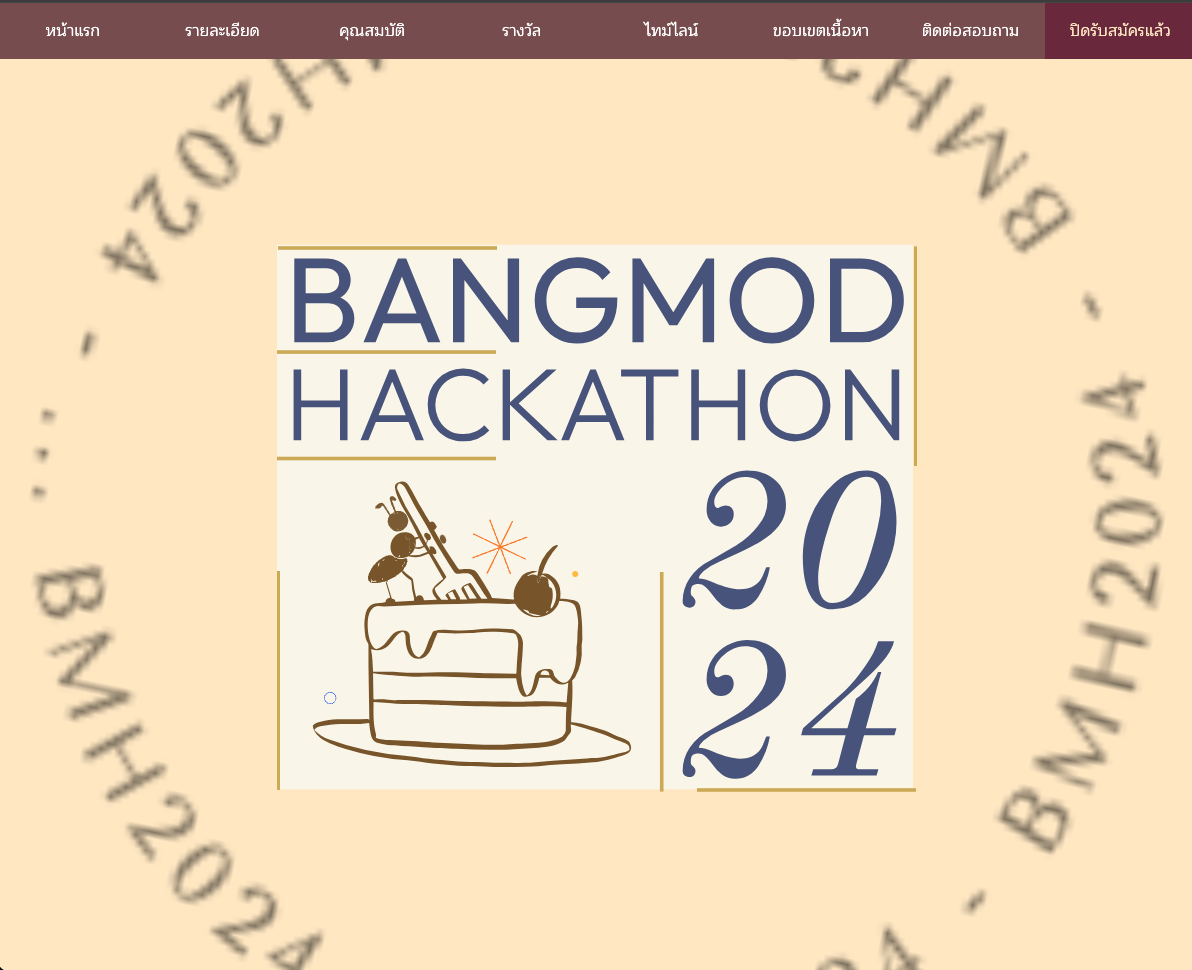 หน้าแรก
รายละเอียด
คุณสมบัติ
รางวัล
ไทม์ไลน์
ขอบเขตเนื้อหา
ติดต่อสอบถาม
ปิดรับสมัครแล้ว
BANGMOD
HACKATHON
20
24
BMH2024 - BMH2024 - ... BMH2024